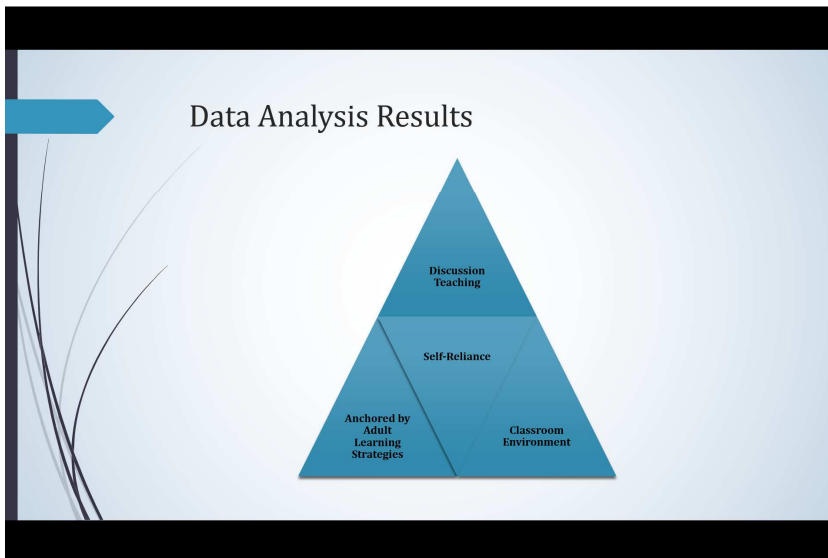 Data Analysis Results
Discussion
Teaching
Self-Reliance
Anchored by
Adult
Learning
Strategies
Classroom
Environment